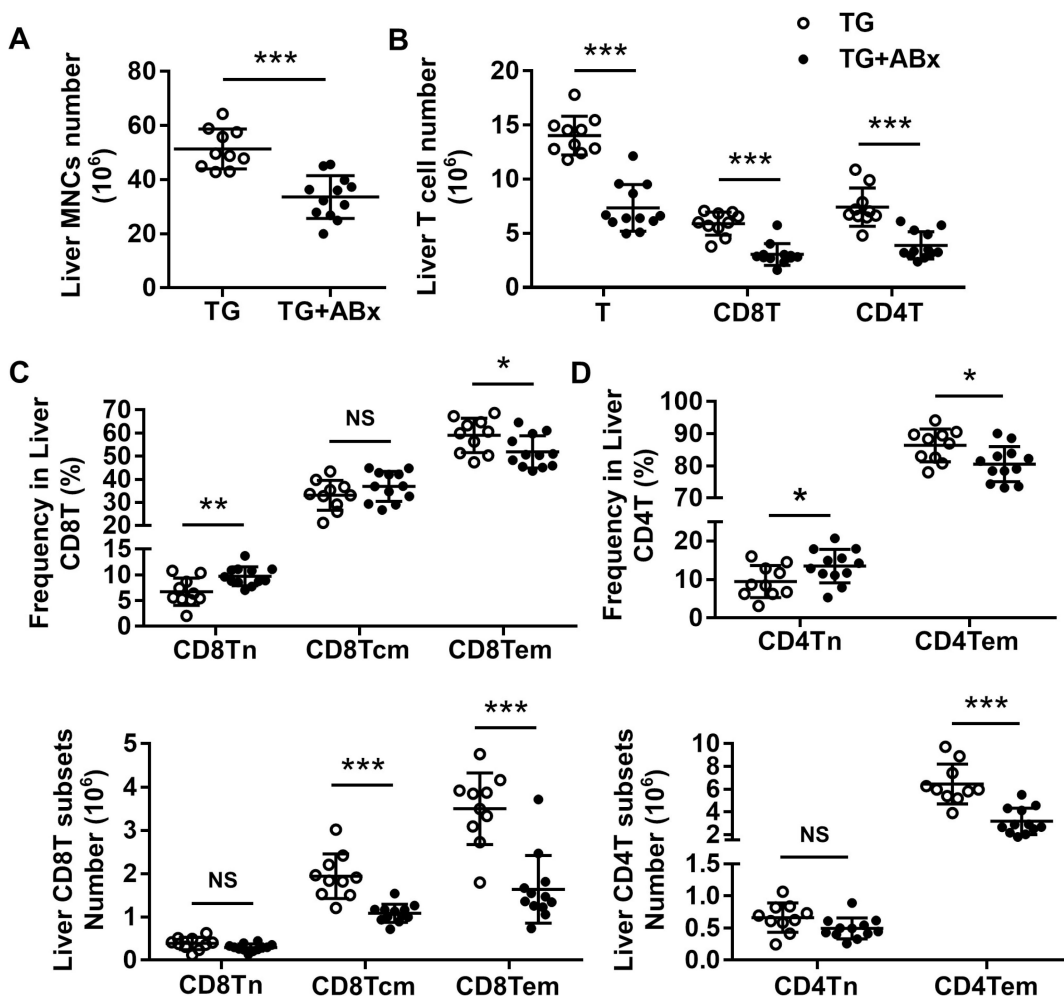 A
Liver MNCs number
(10⁶)
80
60
40
20
0
***
TG
TG+ABx
B
TG
TG+ABx
Liver T cell number
(10⁶)
20
15
10
5
0
***
***
***
T
CD8T
CD4T
C
Frequency in Liver
CD8T (%)
70
60
50
40
30
20
15
10
5
0
**
NS
*
CD8Tn
CD8Tcm
CD8Tem
D
Frequency in Liver
CD4T (%)
100
90
80
70
30
20
10
0
*
*
CD4Tn
CD4Tem
Liver CD8T subsets
Number (10⁶)
5
4
3
2
1
0
NS
***
***
CD8Tn
CD8Tcm
CD8Tem
Liver CD4T subsets
Number (10⁶)
10
8
6
4
2
1.5
1.0
0.5
0.0
NS
***
CD4Tn
CD4Tem